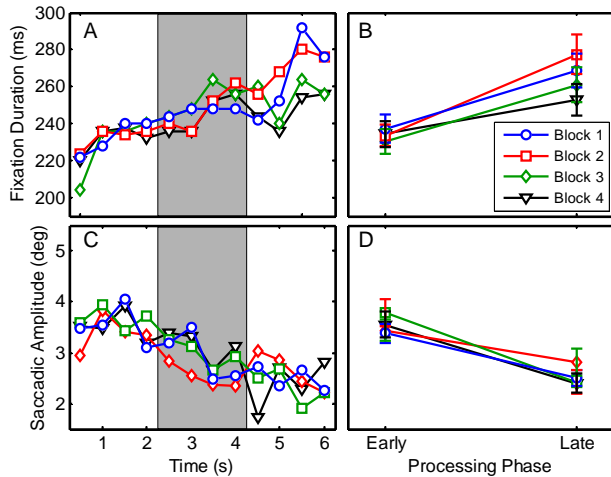 A
B
Fixation Duration (ms)
300
280
260
240
220
200
Block 1
Block 2
Block 3
Block 4
C
D
Saccadic Amplitude (deg)
5
4
3
2
1 2 3 4 5 6
Time (s)
Early Late
Processing Phase